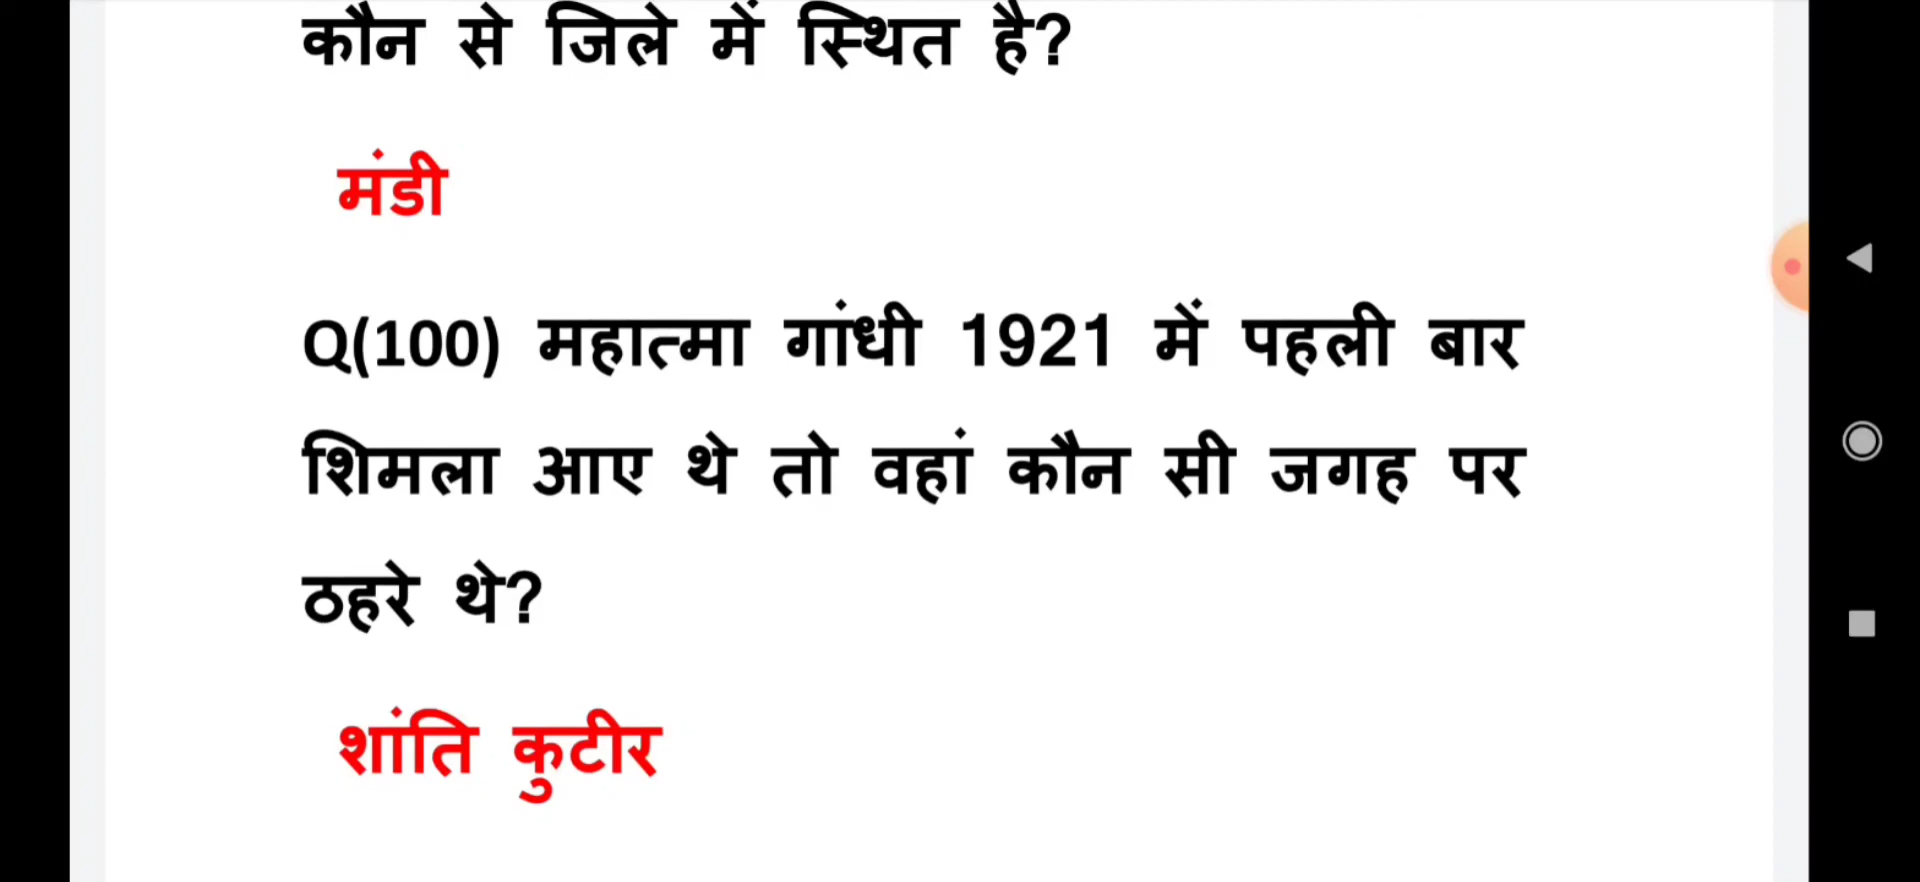 कौन से जिले में स्थित है?
मंडी
Q(100) महात्मा गांधी 1921 में पहली बार
शिमला आए थे तो वहां कौन सी जगह पर
ठहरे थे?
शांति कुटीर